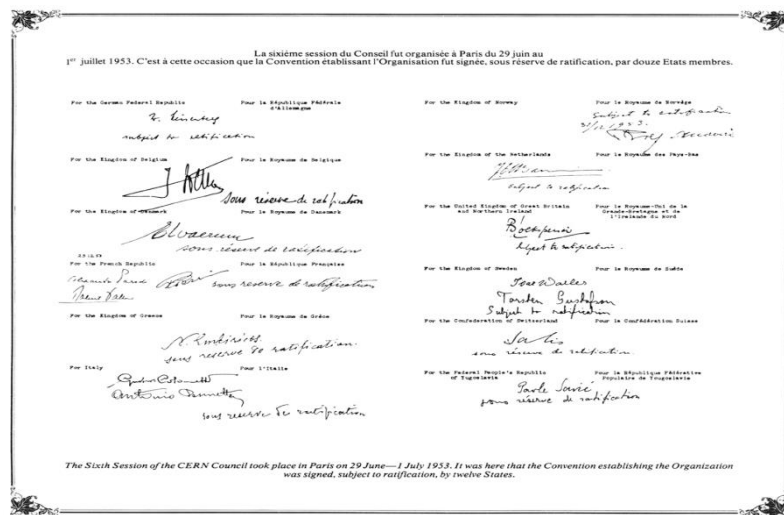 La sixième session du Conseil fut organisée à Paris du 29 juin au
1er juillet 1953. C'est à cette occasion que la Convention établissant l'Organisation fut signée, sous réserve de ratification, par douze Etats membres.
For the German Federal Republic
Pour la République Fédérale
d'Allemagne
subject to ratification
For the Kingdom of Belgium
Pour le Royaume de Belgique
sous réserve de ratification
For the Kingdom of Denmark
Pour le Royaume de Danemark
sous réserve de ratification
For the French Republic
Pour la République Française
sous reserve de ratification
For the Kingdom of Greece
Pour le Royaume de Grèce
sous reserve de ratification.
For Italy
Pour l'Italie
Antonio
sous reserve de ratification
For the Kingdom of Norway
Pour le Royaume de Norvège
Subject to ratification
For the Kingdom of the Netherlands
Pour le Royaume des Pays-Bas
subject to ratification
For the United Kingdom of Great Britain
and Northern Ireland
Pour le Royaume-Uni de la
Grande-Bretagne et de
l'Irelande du Nord
subject to ratification.
For the Kingdom of Sweden
Pour le Royaume de Suède
Torsten Gustafson
Subject to ratification
For the Confederation of Switzerland
Pour la Confédération Suisse
sous réserve de ratification.
For the Federal People's Republic
of Yugoslavia
Pour la République Fédérative
Populaire de Yougoslavie
Pavle Savić
sous réserve de ratification
The Sixth Session of the CERN Council took place in Paris on 29 June—1 July 1953. It was here that the Convention establishing the Organization
was signed, subject to ratification, by twelve States.